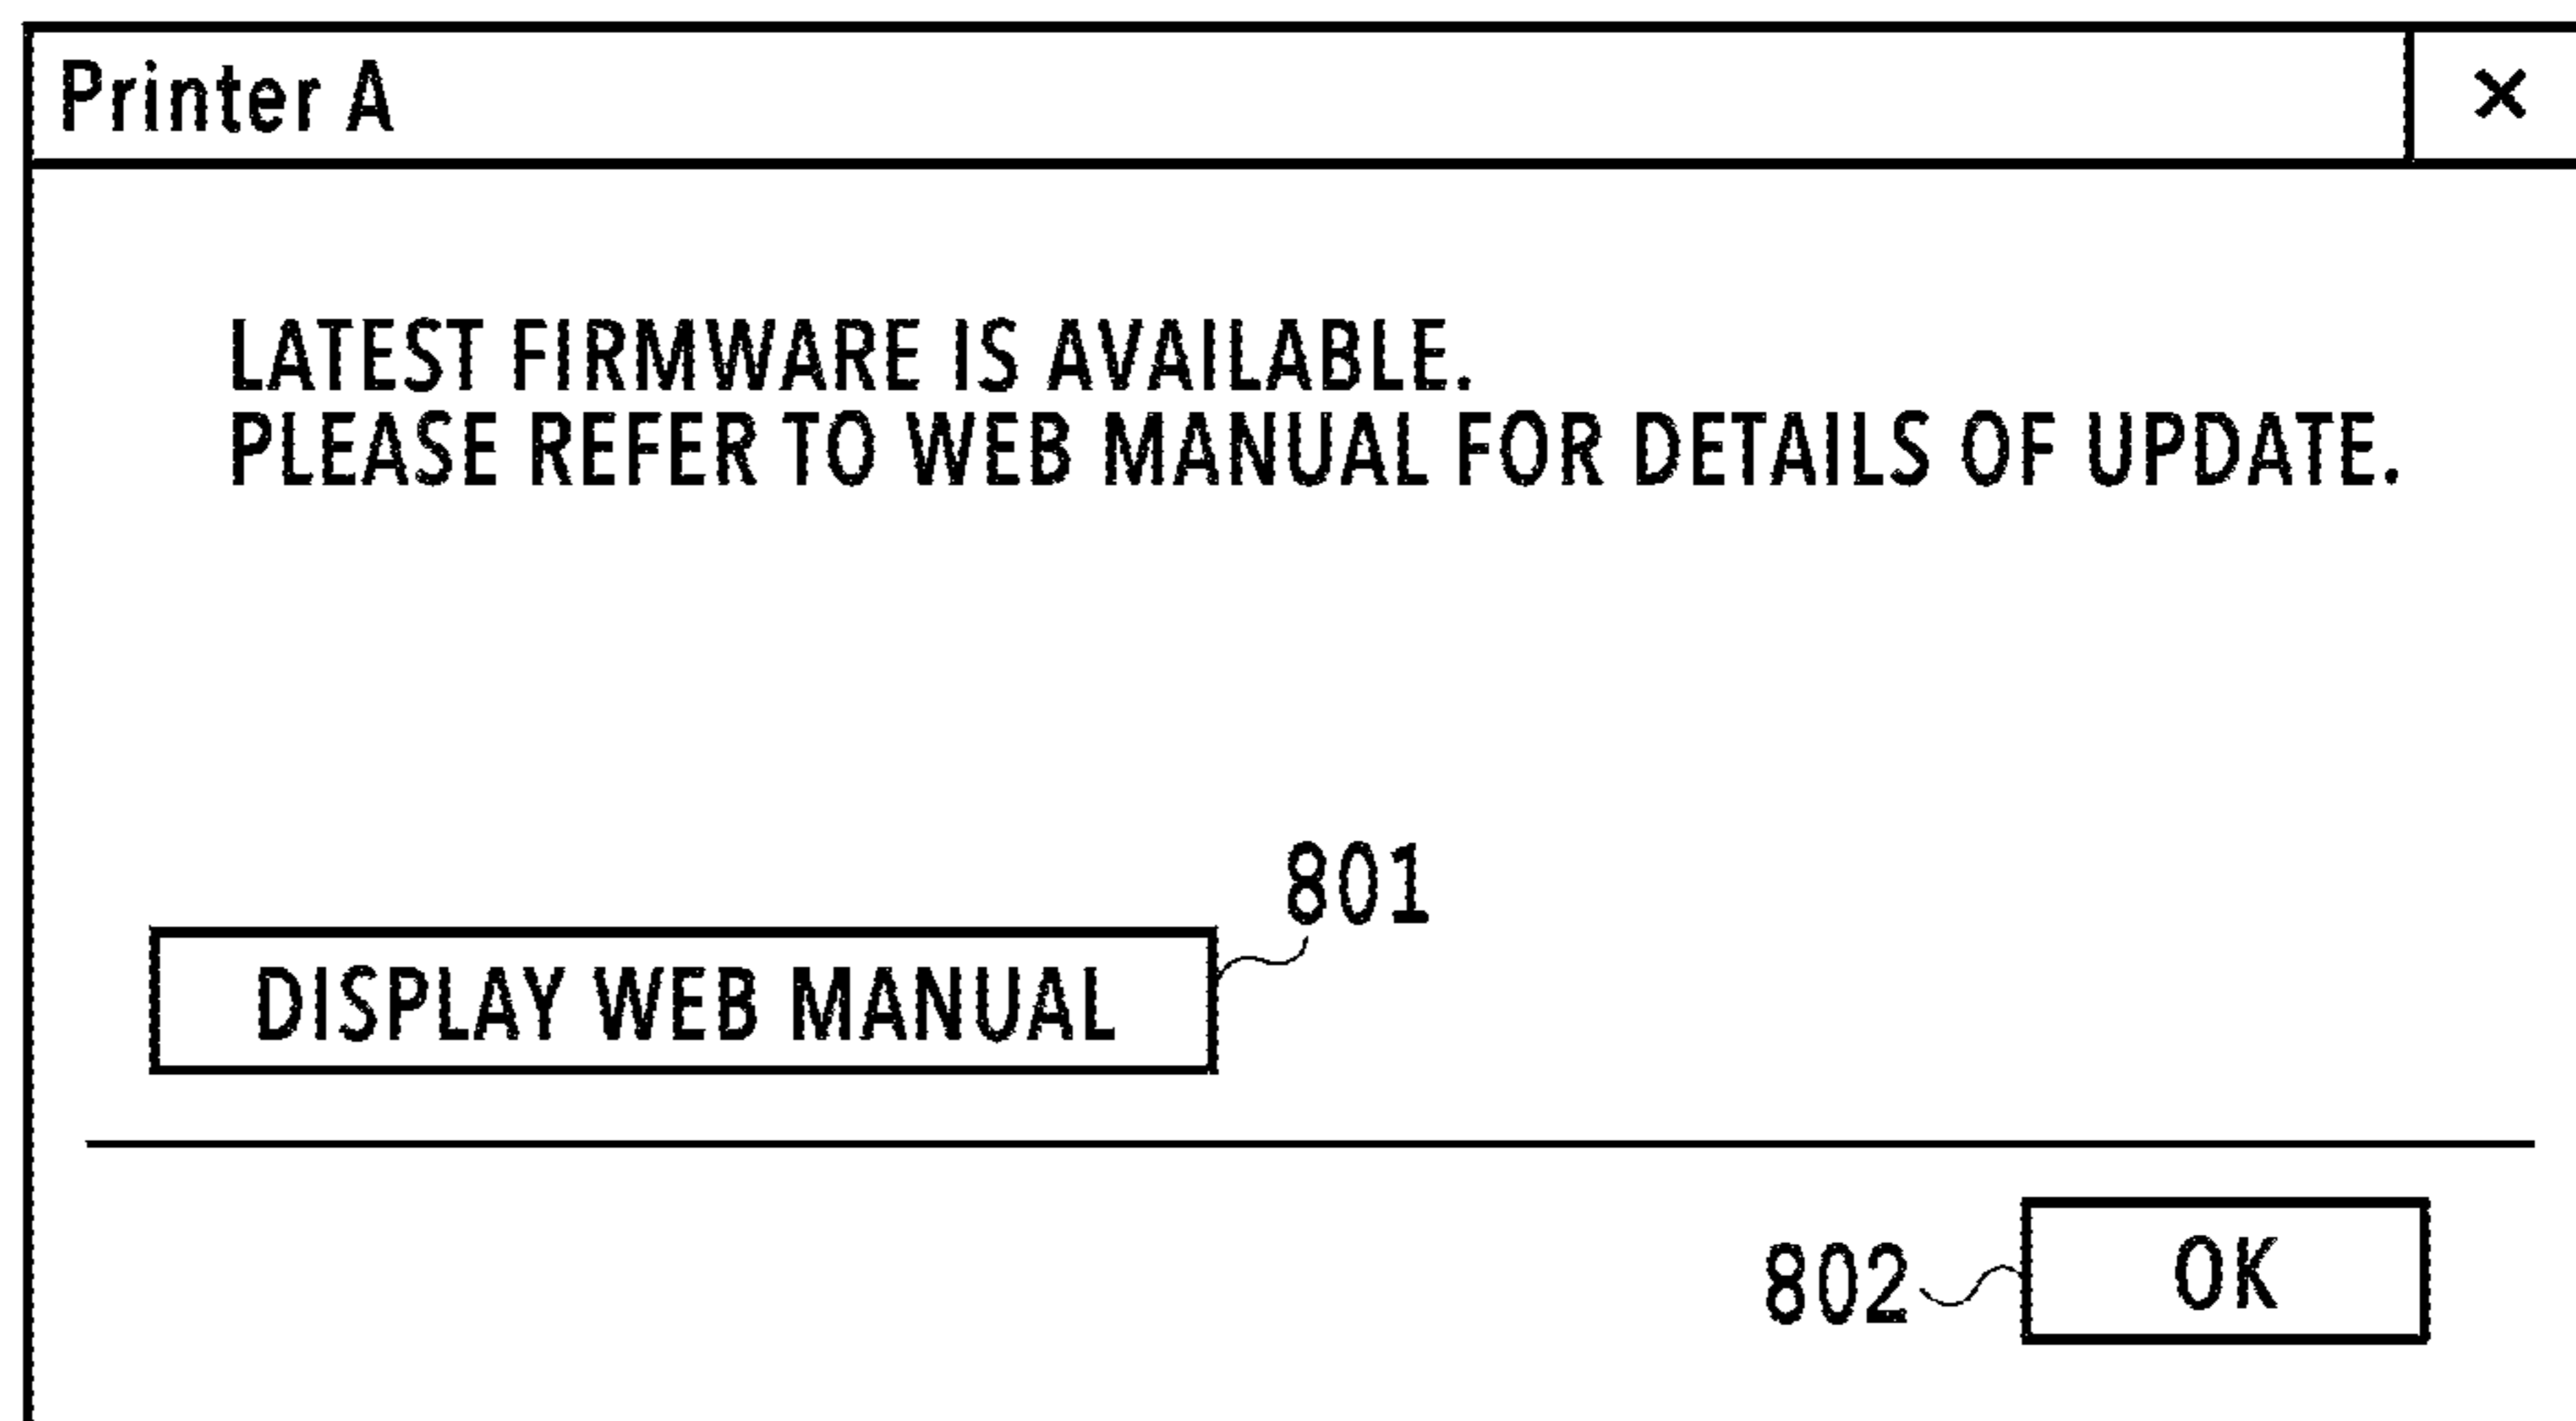 Printer A ×
LATEST FIRMWARE IS AVAILABLE.
PLEASE REFER TO WEB MANUAL FOR DETAILS OF UPDATE.
801
DISPLAY WEB MANUAL
802 OK